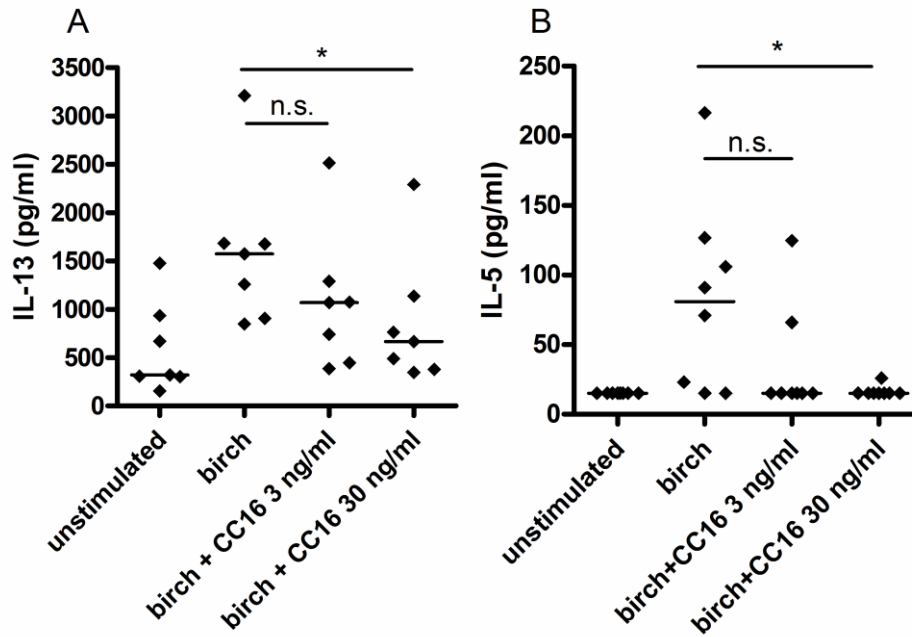 A
IL-13 (pg/ml)
3500
3000
2500
2000
1500
1000
500
0
*
n.s.
unstimulated
birch
birch + CC16 3 ng/ml
birch + CC16 30 ng/ml
B
IL-5 (pg/ml)
250
200
150
100
50
0
*
n.s.
unstimulated
birch
birch+CC16 3 ng/ml
birch+CC16 30 ng/ml